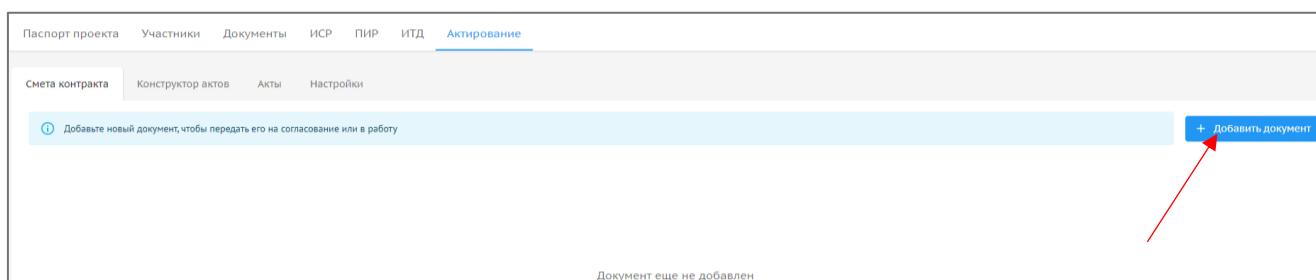 Паспорт проекта Участники Документы ИСР ПИР ИТД Актирование
Смета контракта Конструктор актов Акты Настройки
Добавьте новый документ, чтобы передать его на согласование или в работу + Добавить документ
Документ еще не добавлен